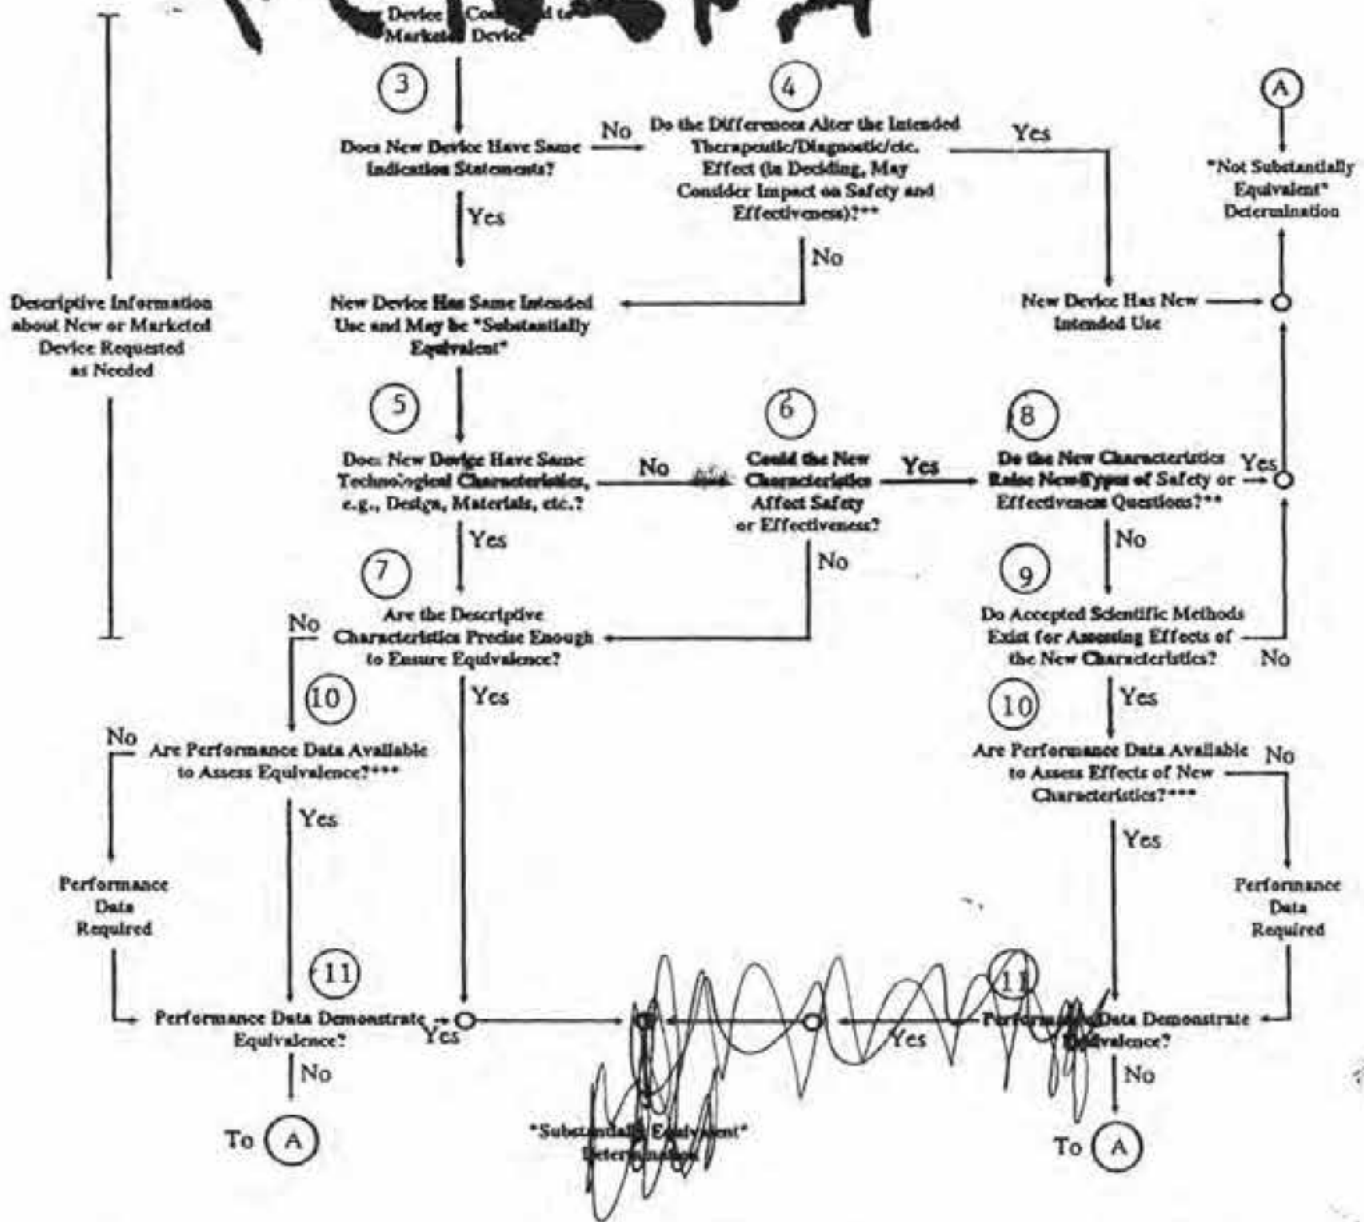 Device
Marketed Device
3
4
A
Does New Device Have Same
Indication Statements?
No
Do the Differences Alter the Intended
Therapeutic/Diagnostic/etc.
Effect (in Deciding, May
Consider Impact on Safety and
Effectiveness)?**
Yes
"Not Substantially
Equivalent"
Determination
Yes
No
Descriptive Information
about New or Marketed
Device Requested
as Needed
New Device Has Same Intended
Use and May be "Substantially
Equivalent"
New Device Has New
Intended Use
5
6
8
Does New Device Have Same
Technological Characteristics,
e.g., Design, Materials, etc.?
No
Could the New
Characteristics
Affect Safety
or Effectiveness?
Yes
Do the New Characteristics
Raise New Types of Safety or
Effectiveness Questions?**
Yes
Yes
No
No
7
9
No
Are the Descriptive
Characteristics Precise Enough
to Ensure Equivalence?
Do Accepted Scientific Methods
Exist for Assessing Effects of
the New Characteristics?
No
10
Yes
10
Yes
No
Are Performance Data Available
to Assess Equivalence?***
Are Performance Data Available
to Assess Effects of New
Characteristics?***
No
Yes
Yes
Performance
Data
Required
Performance
Data
Required
11
11
Performance Data Demonstrate
Equivalence?
Yes
Yes
Performance Data Demonstrate
Equivalence?
No
No
To A
"Substantially Equivalent"
Determination
To A